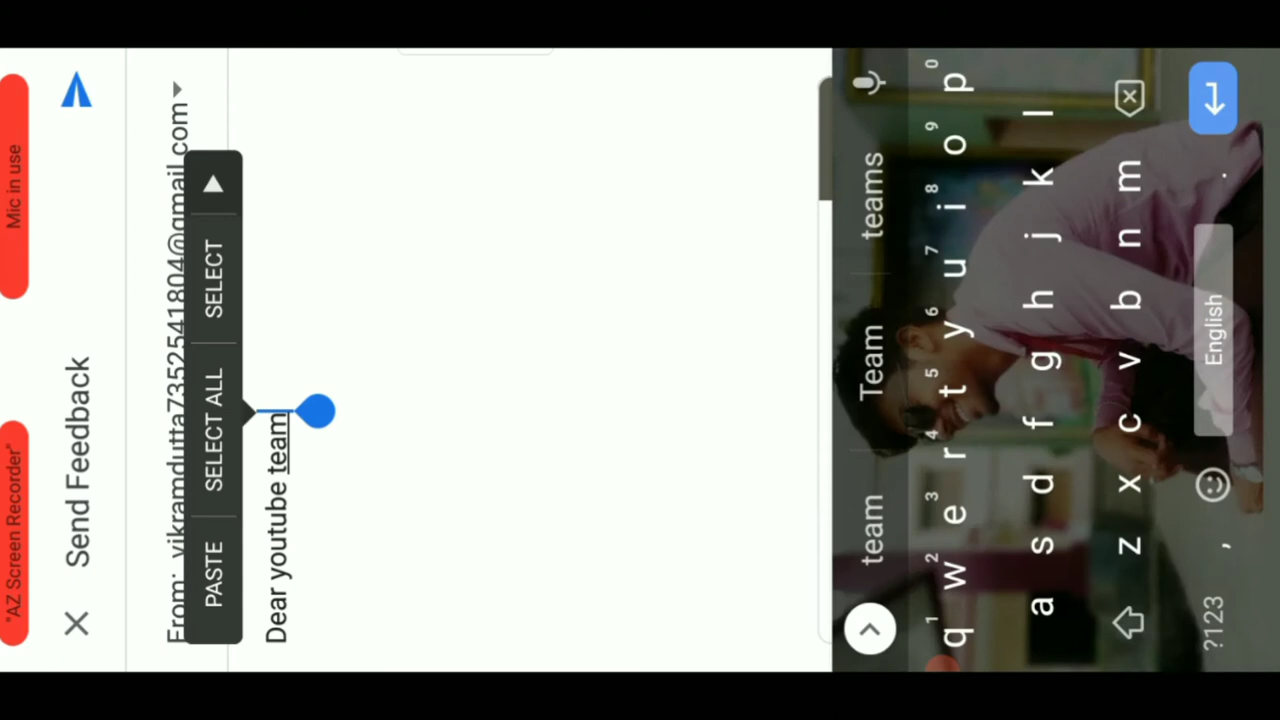 "AZ Screen Recorder"
Mic in use
Send Feedback
From: vikramdutta7352541804@gmail.com
PASTE SELECT ALL SELECT
Dear youtube team
team Team teams
1 2 3 4 5 6 7 8 9 0
q w e r t y u i o p
a s d f g h j k l
z x c v b n m
?123 , English .